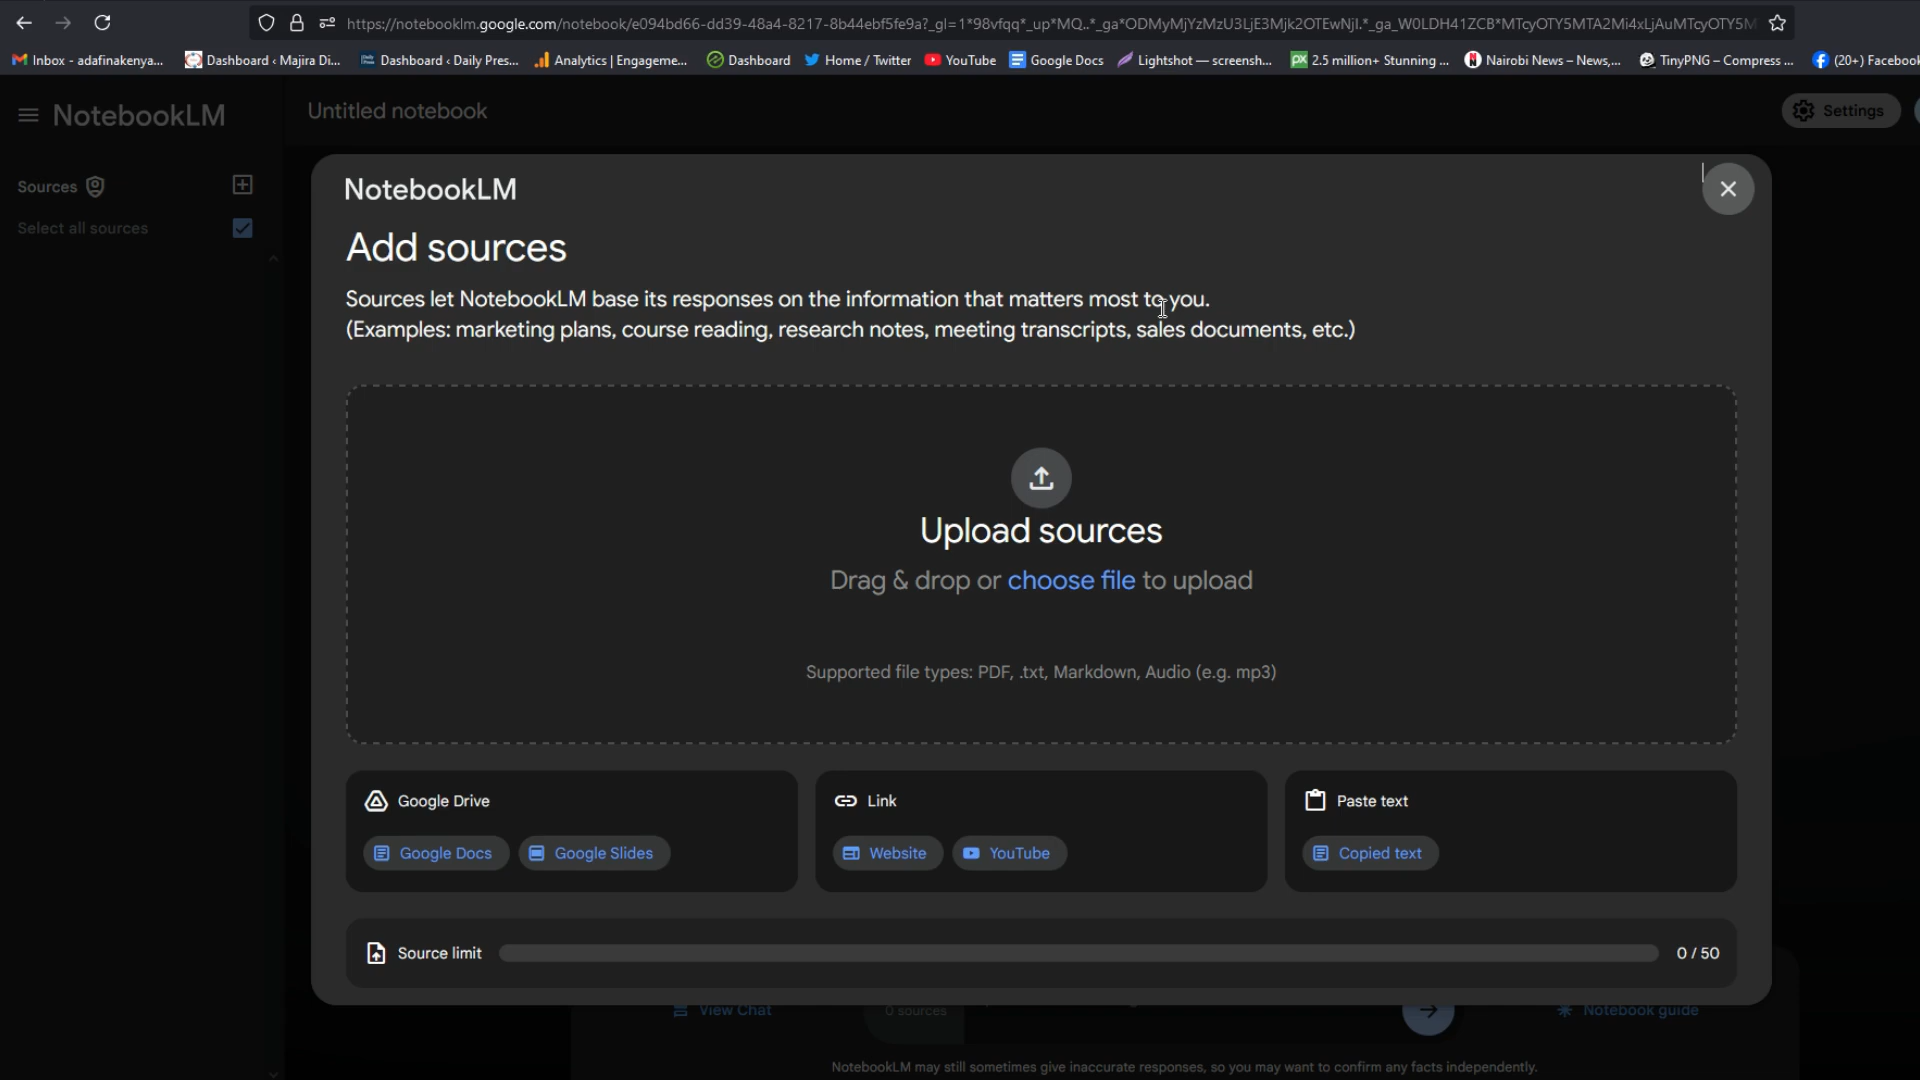 https://notebooklm.google.com/notebook/e094bd66-dd39-48a4-8217-8b44ebf5fe9a?_gl=1*98vfqq*_up*MQ..*_ga*ODMyMjYzMzU3LjE3Mjk2OTEwNjI.*_ga_W0LDH41ZCB*MTcyOTY5MTA2Mi4xLjAuMTcyOTY5M
Inbox - adafinakenya...
Dashboard ‹ Majira Di...
Dashboard ‹ Daily Pres...
Analytics | Engageme...
Dashboard
Home / Twitter
YouTube
Google Docs
Lightshot — screensh...
2.5 million+ Stunning ...
Nairobi News – News,...
TinyPNG – Compress ...
(20+) Facebook
NotebookLM
Untitled notebook
Settings
Sources
Select all sources
NotebookLM
Add sources
Sources let NotebookLM base its responses on the information that matters most to you.
(Examples: marketing plans, course reading, research notes, meeting transcripts, sales documents, etc.)
Upload sources
Drag & drop or choose file to upload
Supported file types: PDF, .txt, Markdown, Audio (e.g. mp3)
Google Drive
Google Docs
Google Slides
Link
Website
YouTube
Paste text
Copied text
Source limit
0 / 50
View Chat
0 sources
Notebook guide
NotebookLM may still sometimes give inaccurate responses, so you may want to confirm any facts independently.